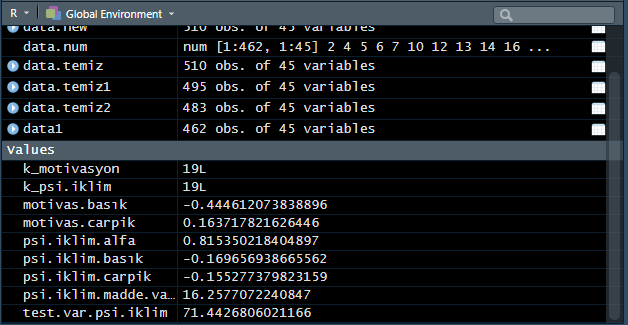 R Global Environment
data.new 510 obs. of 45 variables
data.num num [1:462, 1:45] 2 4 5 6 7 10 12 13 14 16 ...
data.temiz 510 obs. of 45 variables
data.temiz1 495 obs. of 45 variables
data.temiz2 483 obs. of 45 variables
data1 462 obs. of 45 variables
Values
k_motivasyon 19L
k_psi.iklim 19L
motivas.basık -0.444612073838896
motivas.carpik 0.163717821626446
psi.iklim.alfa 0.815350218404897
psi.iklim.basık -0.169656938665562
psi.iklim.carpik -0.155277379823159
psi.iklim.madde.va… 16.2577072240847
test.var.psi.iklim 71.4426806021166